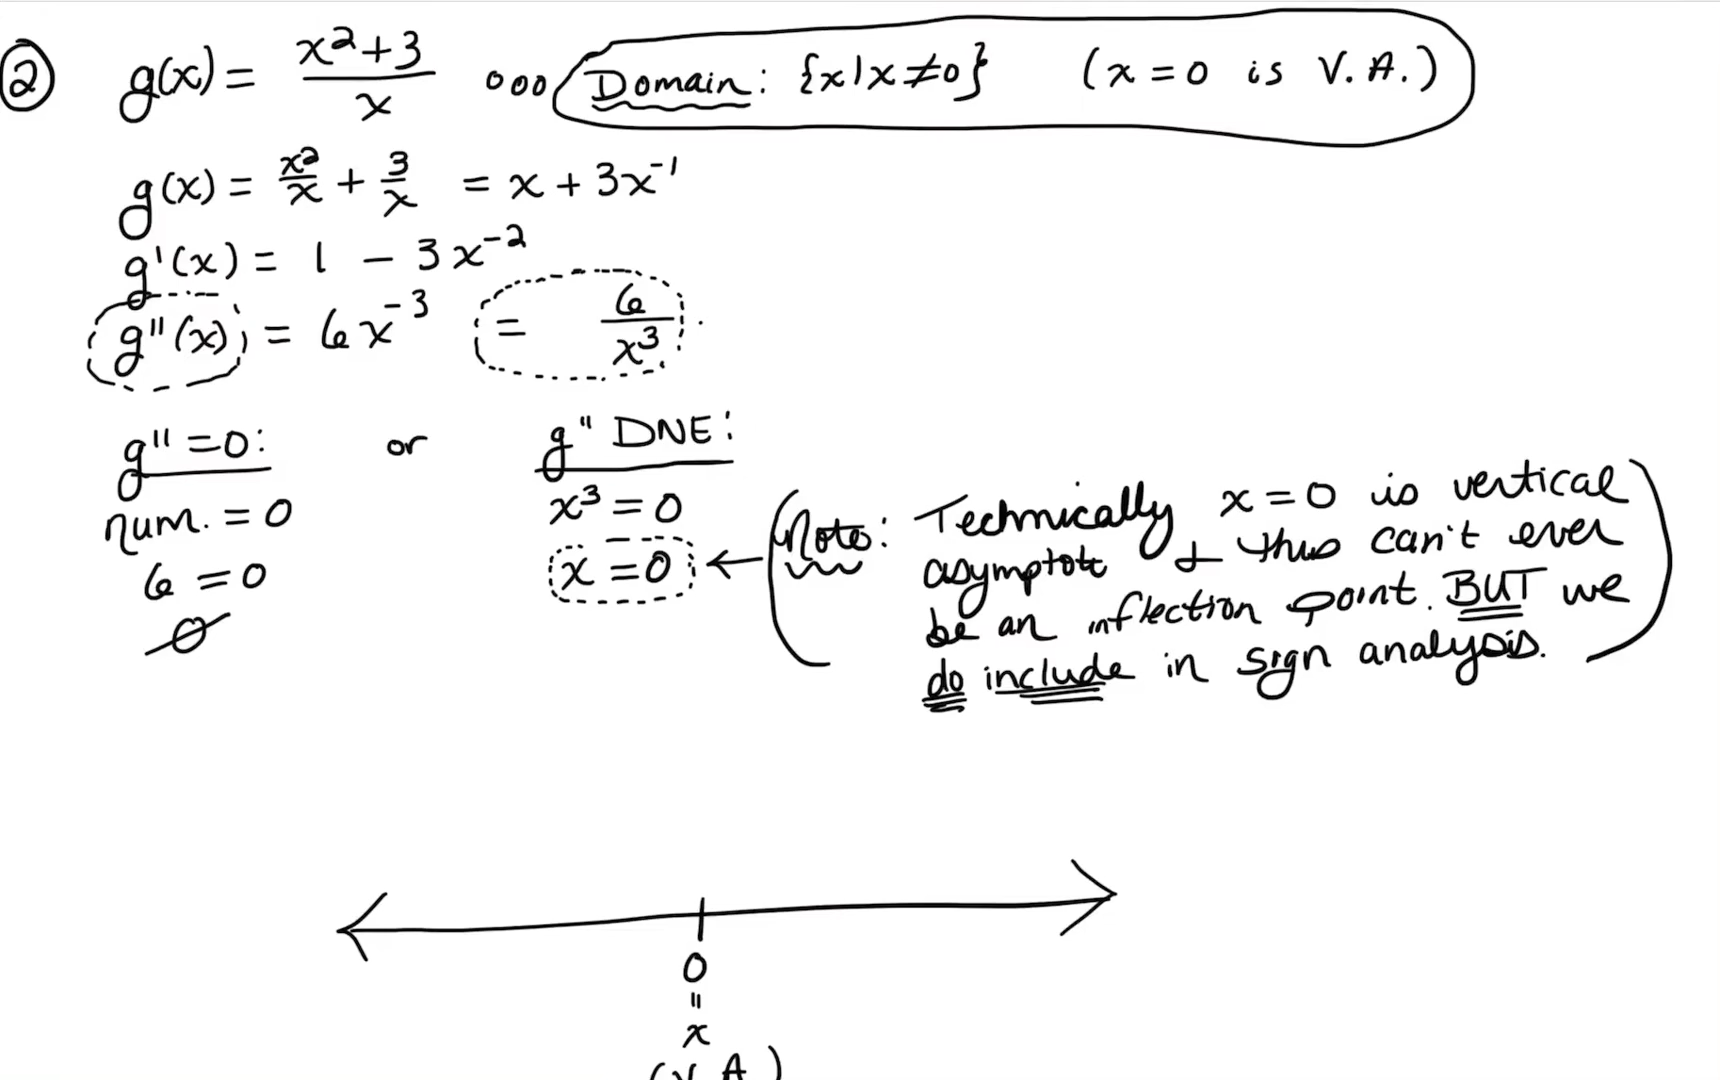 ② g(x) = (x²+3)/x ooo Domain: {x|x≠0} (x=0 is V.A.)
g(x) = x²/x + 3/x = x + 3x⁻¹
g'(x) = 1 - 3x⁻²
g''(x) = 6x⁻³ = 6/x³.
g''=0: or g'' DNE:
num. = 0 x³ = 0
6 = 0 x = 0 ←
∅
(Note: Technically x=0 is vertical
asymptote & thus can't ever
be an inflection point. BUT we
do include in sign analysis.)
0
=
x
(V.A.)